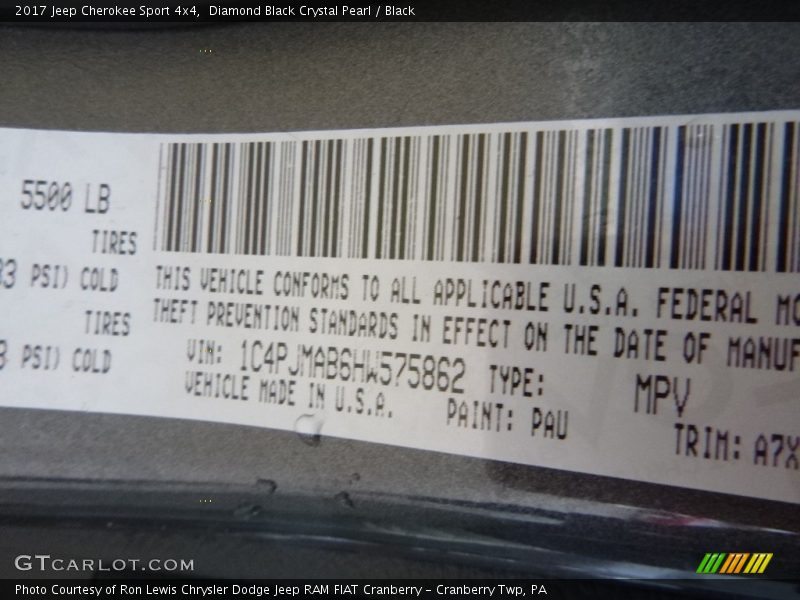 2017 Jeep Cherokee Sport 4x4,  Diamond Black Crystal Pearl / Black
5500 LB
TIRES
PSI) COLD
TIRES
PSI) COLD
THIS VEHICLE CONFORMS TO ALL APPLICABLE U.S.A. FEDERAL MO
THEFT PREVENTION STANDARDS IN EFFECT ON THE DATE OF MANUF
VIN: 1C4PJMAB6HW575862 TYPE: MPV
VEHICLE MADE IN U.S.A. PAINT: PAU TRIM: A7X
GTCARLOT.COM
Photo Courtesy of Ron Lewis Chrysler Dodge Jeep RAM FIAT Cranberry – Cranberry Twp, PA